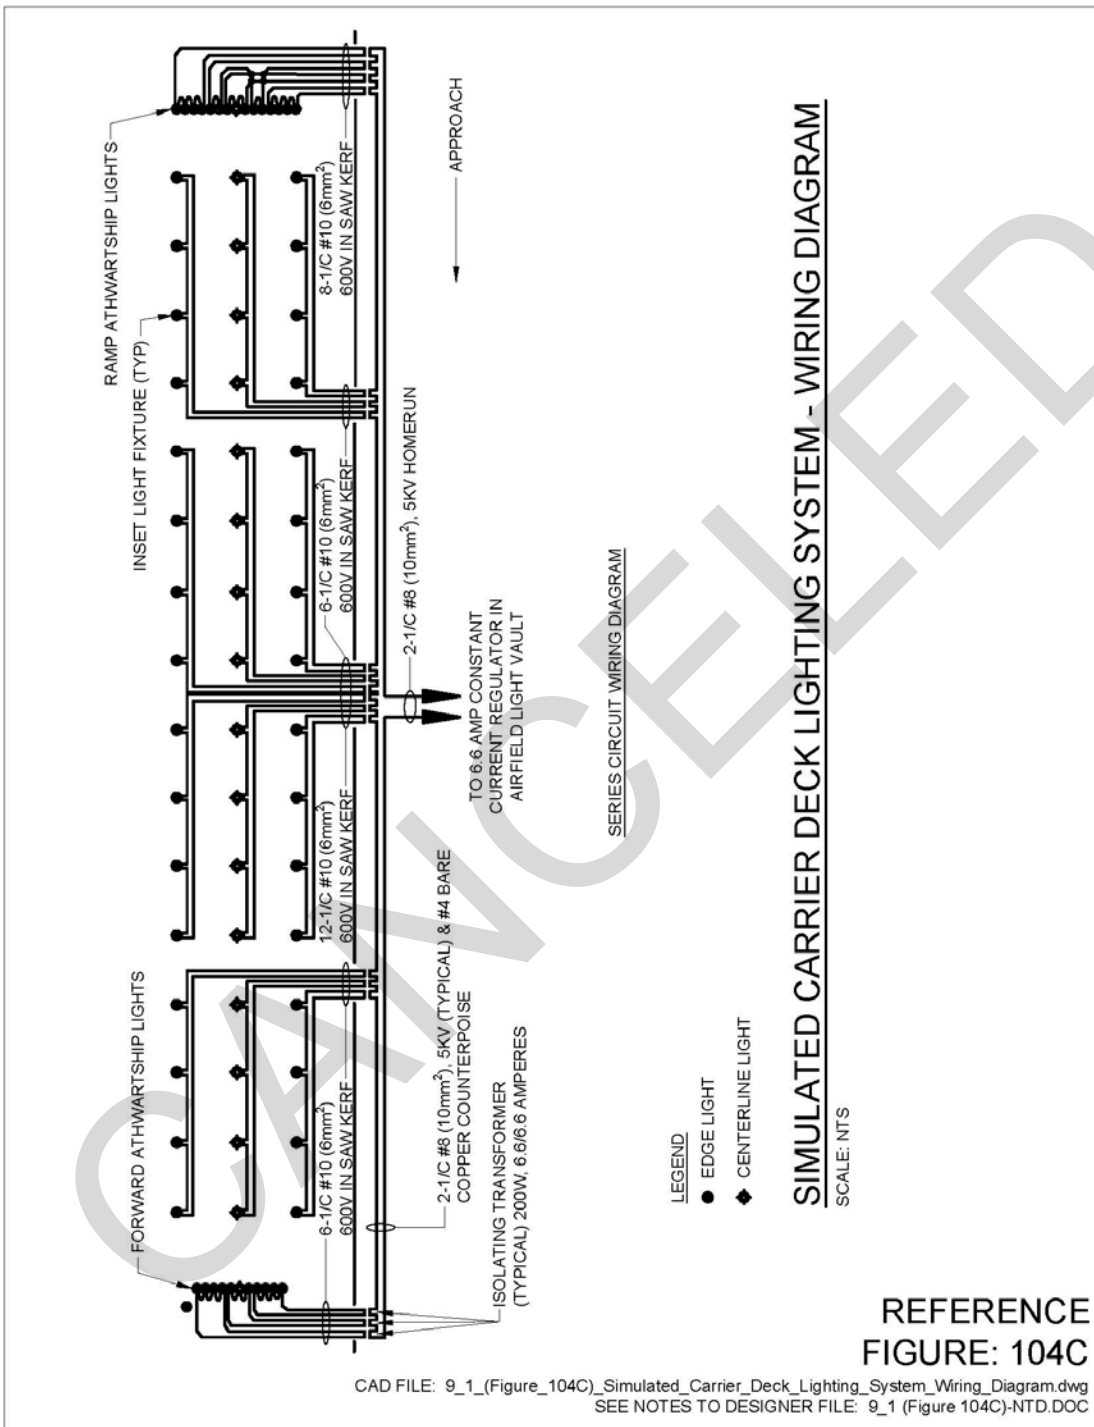 RAMP ATHWARTSHIP LIGHTS
INSET LIGHT FIXTURE (TYP)
FORWARD ATHWARTSHIP LIGHTS
8-1/C #10 (6mm²)
600V IN SAW KERF
6-1/C #10 (6mm²)
600V IN SAW KERF
12-1/C #10 (6mm²)
600V IN SAW KERF
6-1/C #10 (6mm²)
600V IN SAW KERF
APPROACH
2-1/C #8 (10mm²), 5KV HOMERUN
TO 6.6 AMP CONSTANT
CURRENT REGULATOR IN
AIRFIELD LIGHT VAULT
2-1/C #8 (10mm²), 5KV (TYPICAL) & #4 BARE
COPPER COUNTERPOISE
ISOLATING TRANSFORMER
(TYPICAL) 200W, 6.6/6.6 AMPERES
SERIES CIRCUIT WIRING DIAGRAM
LEGEND
EDGE LIGHT
CENTERLINE LIGHT
SIMULATED CARRIER DECK LIGHTING SYSTEM - WIRING DIAGRAM
SCALE: NTS
CANCELED
REFERENCE
FIGURE: 104C
CAD FILE: 9_1_(Figure_104C)_Simulated_Carrier_Deck_Lighting_System_Wiring_Diagram.dwg
SEE NOTES TO DESIGNER FILE: 9_1 (Figure 104C)-NTD.DOC